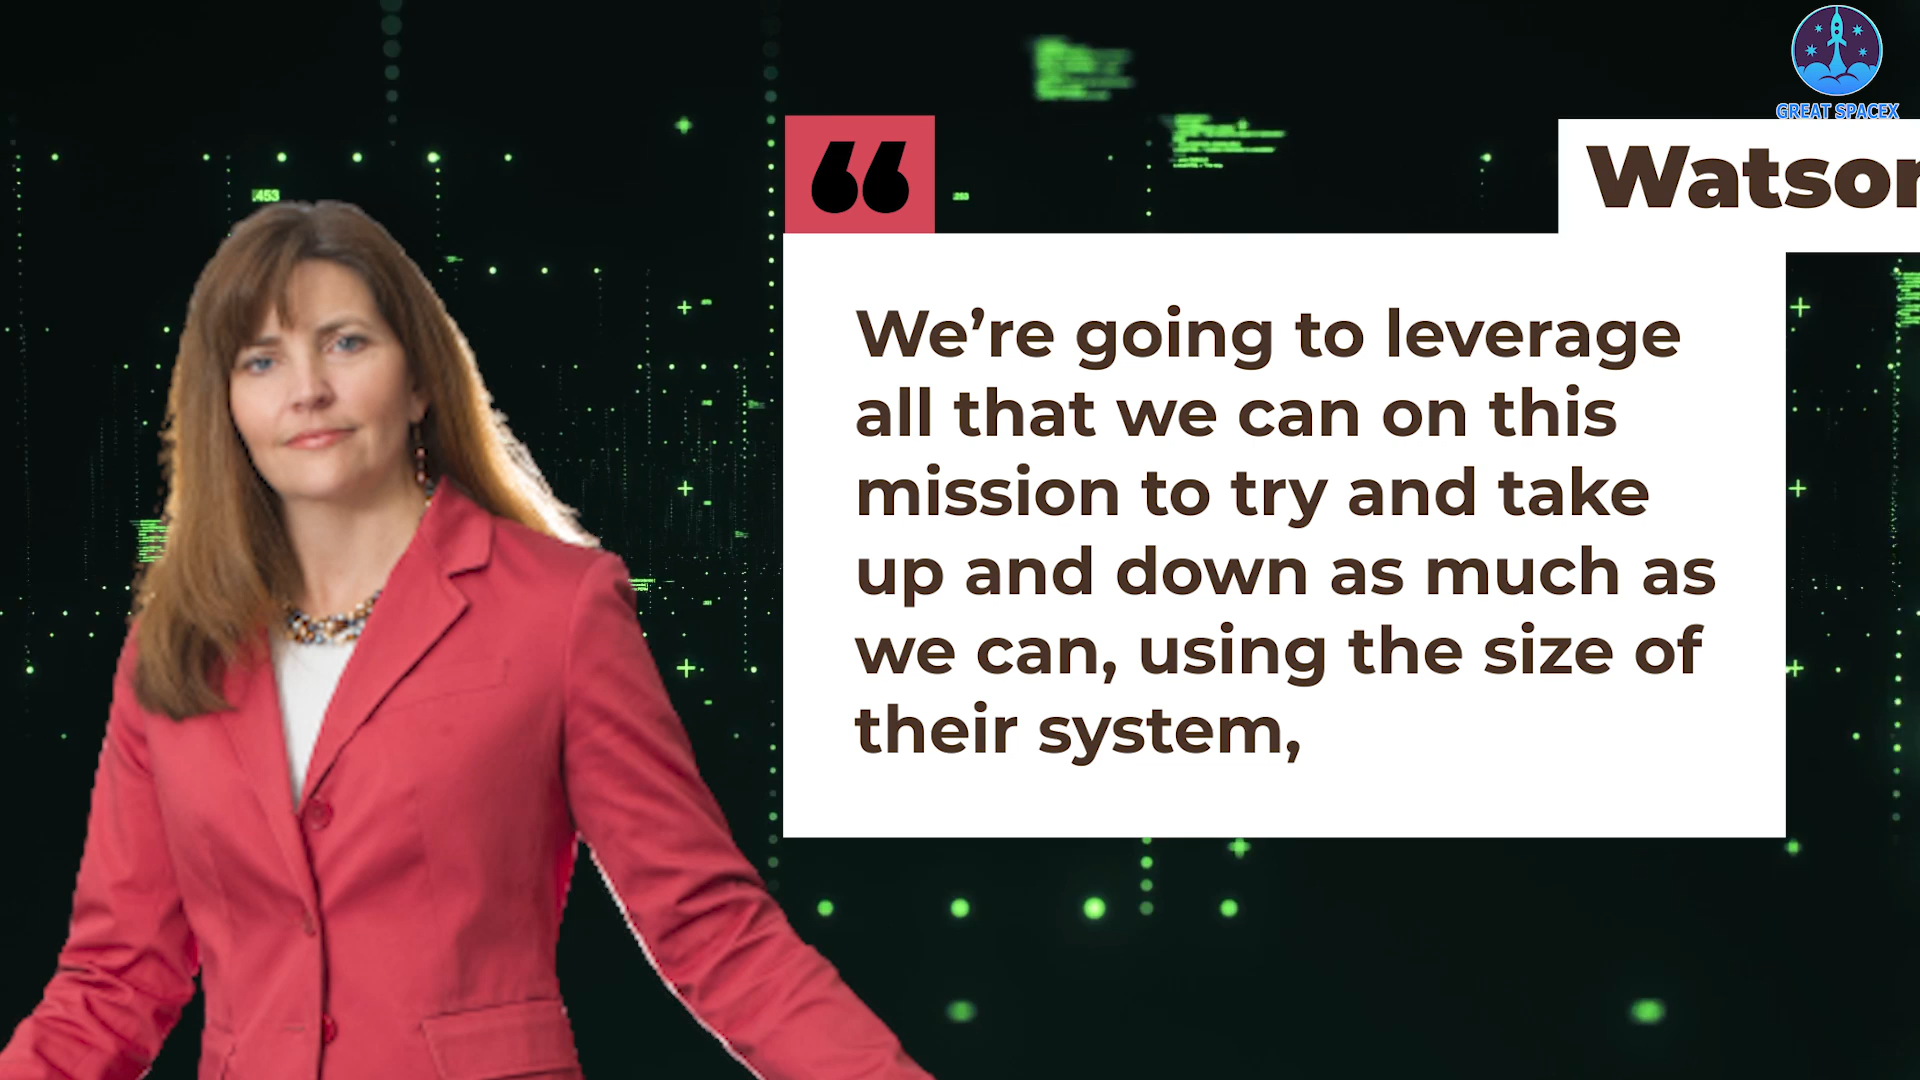 GREAT SPACEX
Watson
.453
We’re going to leverage
all that we can on this
mission to try and take
up and down as much as
we can, using the size of
their system,